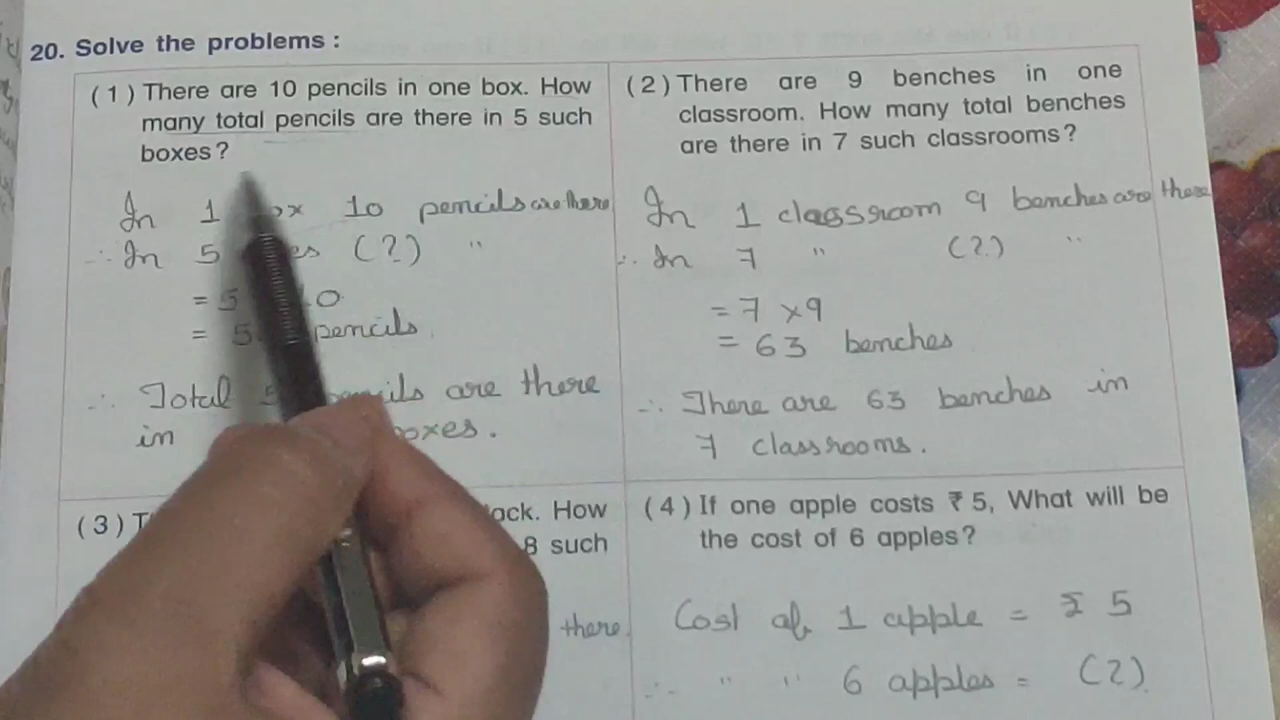 20. Solve the problems :
(1) There are 10 pencils in one box. How
many total pencils are there in 5 such
boxes?
In 1 box 10 pencils are there
∴ In 5 (?) "
= 5
= pencils.
∴ Total are there
in boxes.
(2) There are 9 benches in one
classroom. How many total benches
are there in 7 such classrooms?
In 1 classroom 9 benches are there
∴ In 7 " (?) "
= 7 × 9
= 63 benches
∴ There are 63 benches in
7 classrooms.
(3) How
8 such
there.
(4) If one apple costs ₹ 5, What will be
the cost of 6 apples?
Cost of 1 apple = ₹ 5
∴ " " 6 apples = (?).